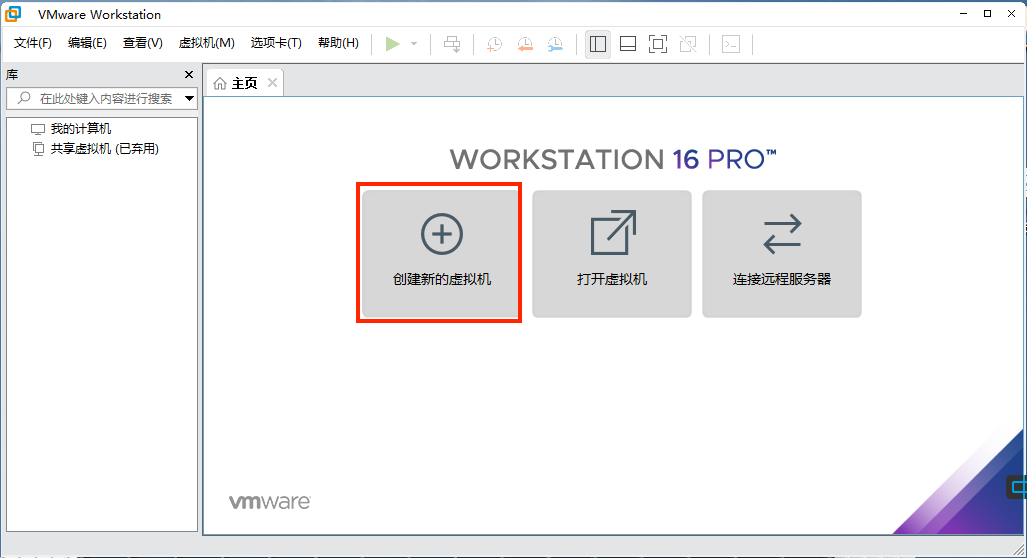 VMware Workstation
文件(F) 编辑(E) 查看(V) 虚拟机(M) 选项卡(T) 帮助(H)
库
在此处键入内容进行搜索
我的计算机
共享虚拟机 (已弃用)
主页
WORKSTATION 16 PRO™
创建新的虚拟机
打开虚拟机
连接远程服务器
vmware